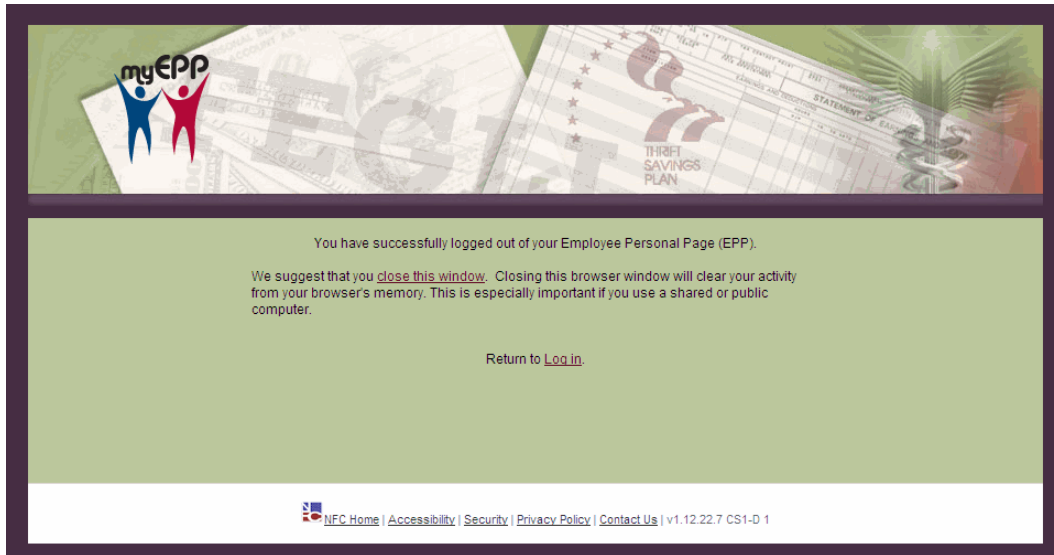 myEPP
THRIFT
SAVINGS
PLAN
STATEMENT OF
EARNINGS AND DEDUCTIONS
You have successfully logged out of your Employee Personal Page (EPP).
We suggest that you close this window. Closing this browser window will clear your activity
from your browser's memory. This is especially important if you use a shared or public
computer.
Return to Log in.
NFC Home | Accessibility | Security | Privacy Policy | Contact Us | v1.12.22.7 CS1-D 1